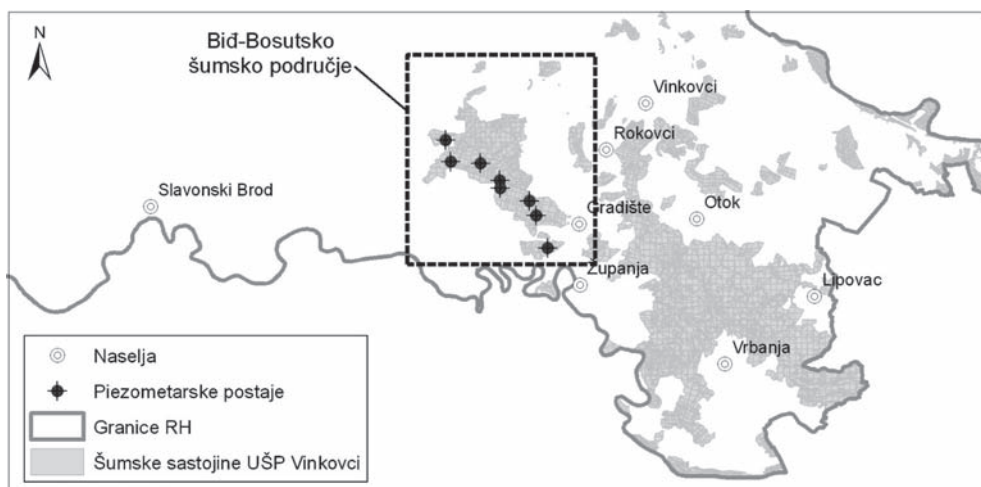 N
Biđ-Bosutsko
šumsko područje
Vinkovci
Rokovci
Slavonski Brod
Gradište
Otok
Županja
Lipovac
Vrbanja
Naselja
Piezometarske postaje
Granice RH
Šumske sastojine UŠP Vinkovci